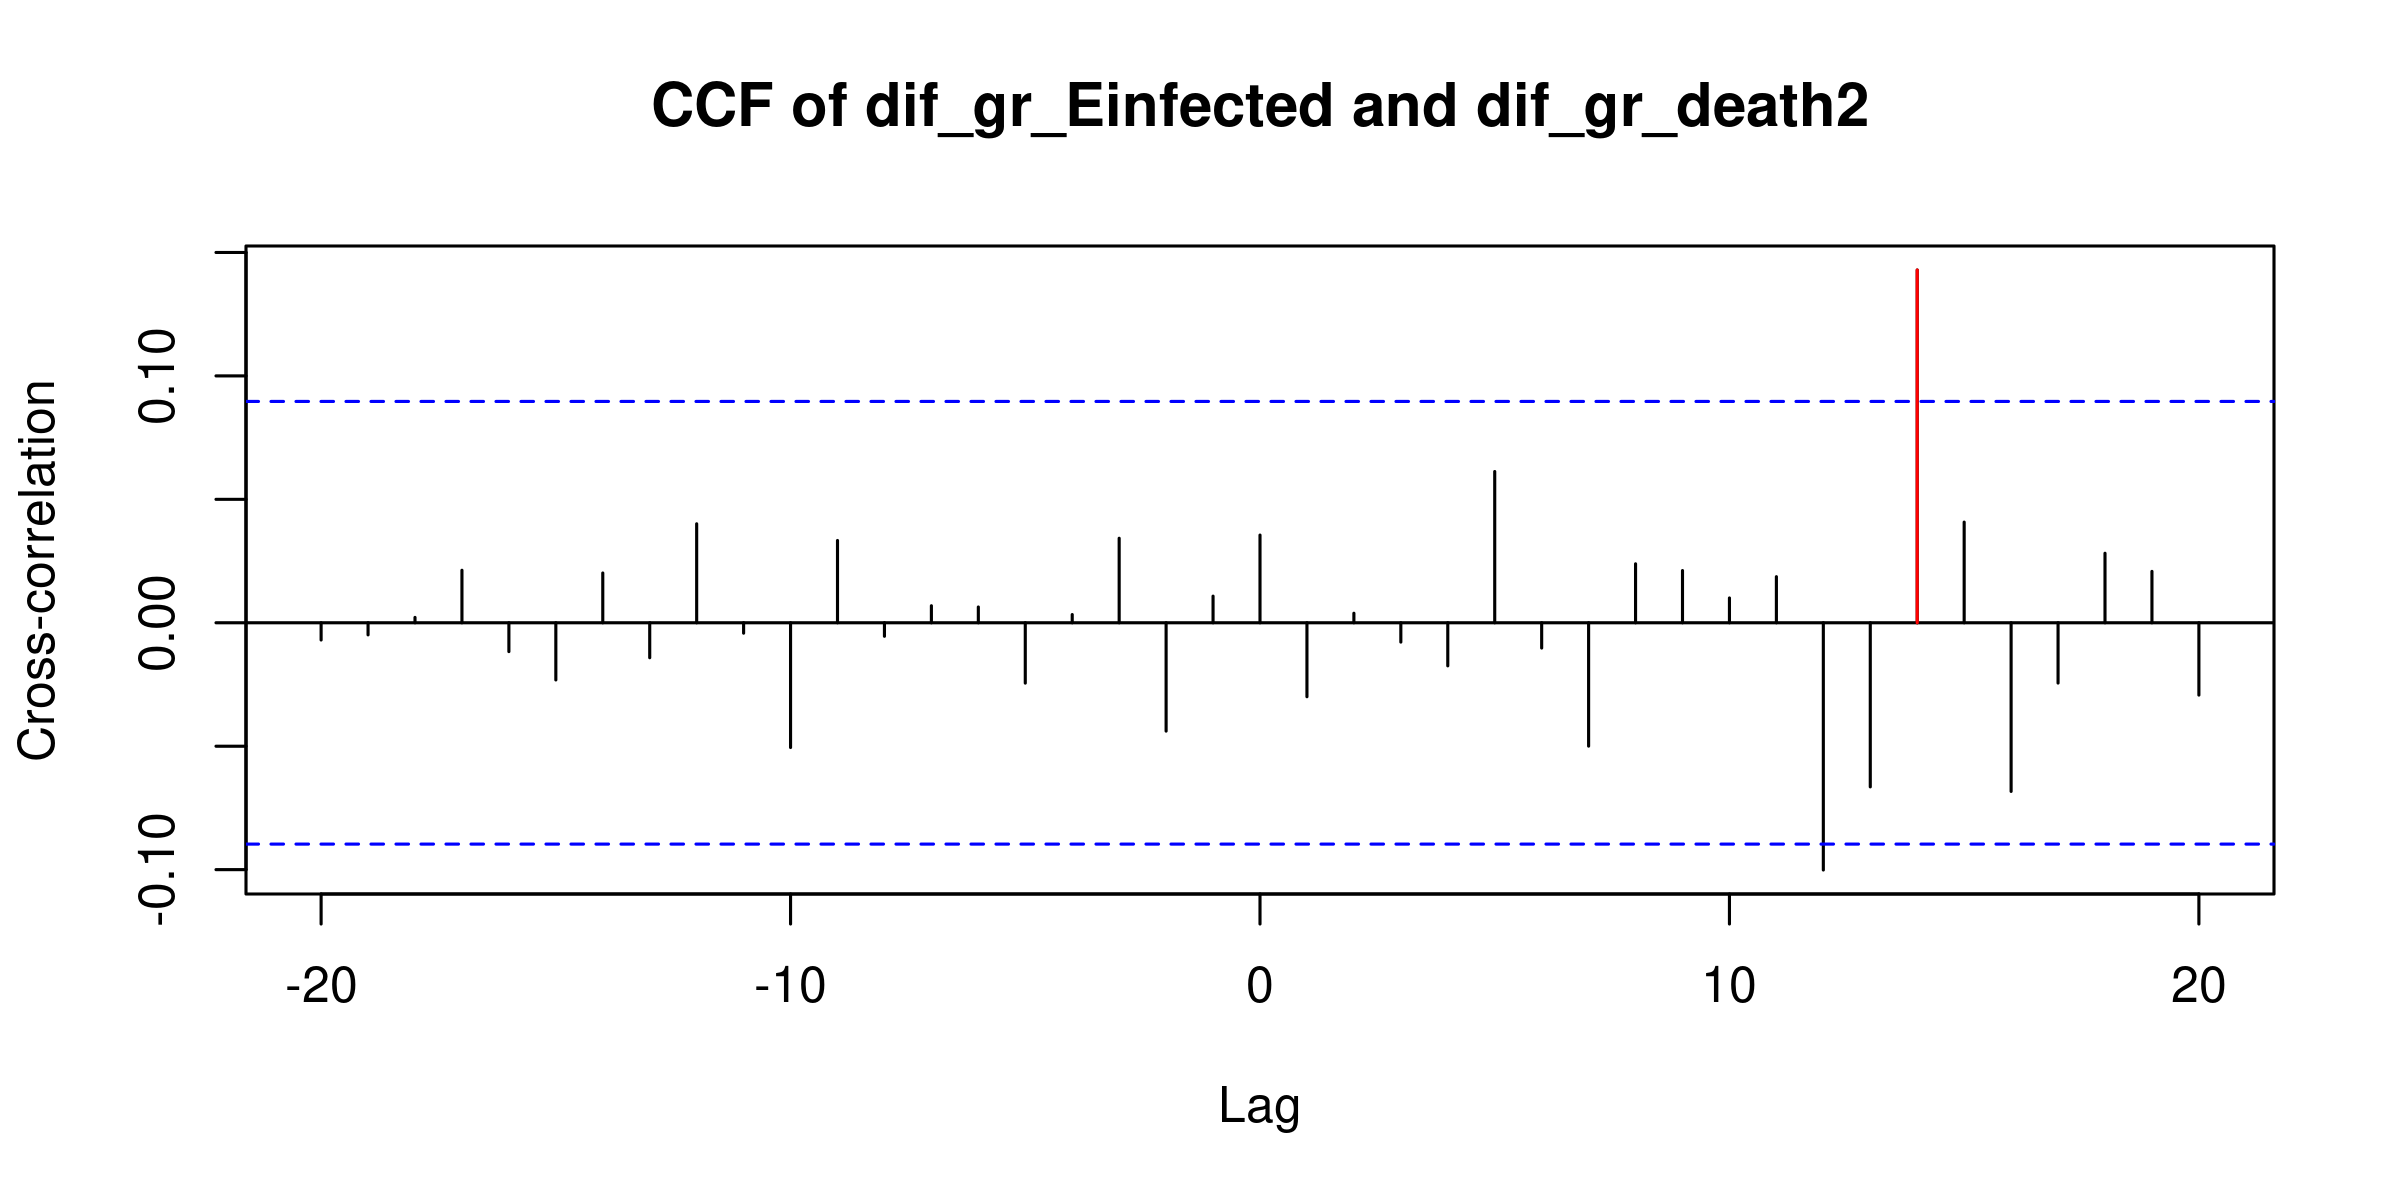 CCF of dif_gr_Einfected and dif_gr_death2
Cross-correlation
0.10
0.00
-0.10
-20 -10 0 10 20
Lag